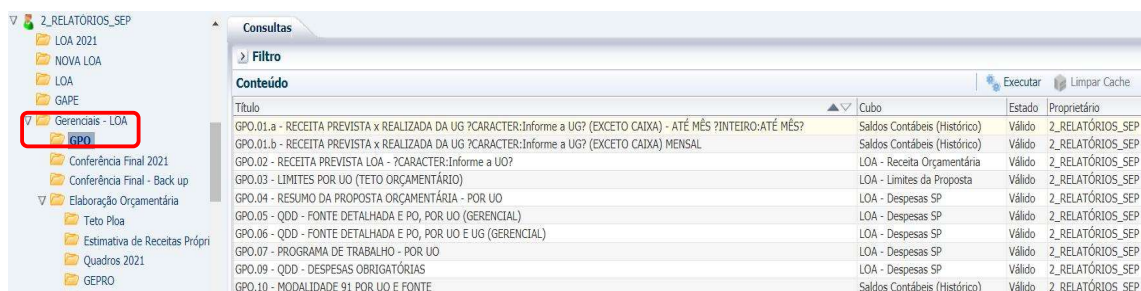 2_RELATÓRIOS_SEP
LOA 2021
NOVA LOA
LOA
GAPE
Gerenciais - LOA
GPO
Conferência Final 2021
Conferência Final - Back up
Elaboração Orçamentária
Teto Ploa
Estimativa de Receitas Própri
Quadros 2021
GEPRO
Consultas
Filtro
Conteúdo Executar Limpar Cache
Título Cubo Estado Proprietário
GPO.01.a - RECEITA PREVISTA x REALIZADA DA UG ?CARACTER:Informe a UG? (EXCETO CAIXA) - ATÉ MÊS ?INTEIRO:ATÉ MÊS? Saldos Contábeis (Histórico) Válido 2_RELATÓRIOS_SEP
GPO.01.b - RECEITA PREVISTA x REALIZADA DA UG ?CARACTER:Informe a UG? (EXCETO CAIXA) MENSAL Saldos Contábeis (Histórico) Válido 2_RELATÓRIOS_SEP
GPO.02 - RECEITA PREVISTA LOA - ?CARACTER:Informe a UO? LOA - Receita Orçamentária Válido 2_RELATÓRIOS_SEP
GPO.03 - LIMITES POR UO (TETO ORÇAMENTÁRIO) LOA - Limites da Proposta Válido 2_RELATÓRIOS_SEP
GPO.04 - RESUMO DA PROPOSTA ORÇAMENTÁRIA - POR UO LOA - Despesas SP Válido 2_RELATÓRIOS_SEP
GPO.05 - QDD - FONTE DETALHADA E PO, POR UO (GERENCIAL) LOA - Despesas SP Válido 2_RELATÓRIOS_SEP
GPO.06 - QDD - FONTE DETALHADA E PO, POR UO E UG (GERENCIAL) LOA - Despesas SP Válido 2_RELATÓRIOS_SEP
GPO.07 - PROGRAMA DE TRABALHO - POR UO LOA - Despesas SP Válido 2_RELATÓRIOS_SEP
GPO.09 - QDD - DESPESAS OBRIGATÓRIAS LOA - Despesas SP Válido 2_RELATÓRIOS_SEP
GPO.10 - MODALIDADE 91 POR UO E FONTE Saldos Contábeis (Histórico) Válido 2_RELATÓRIOS_SEP